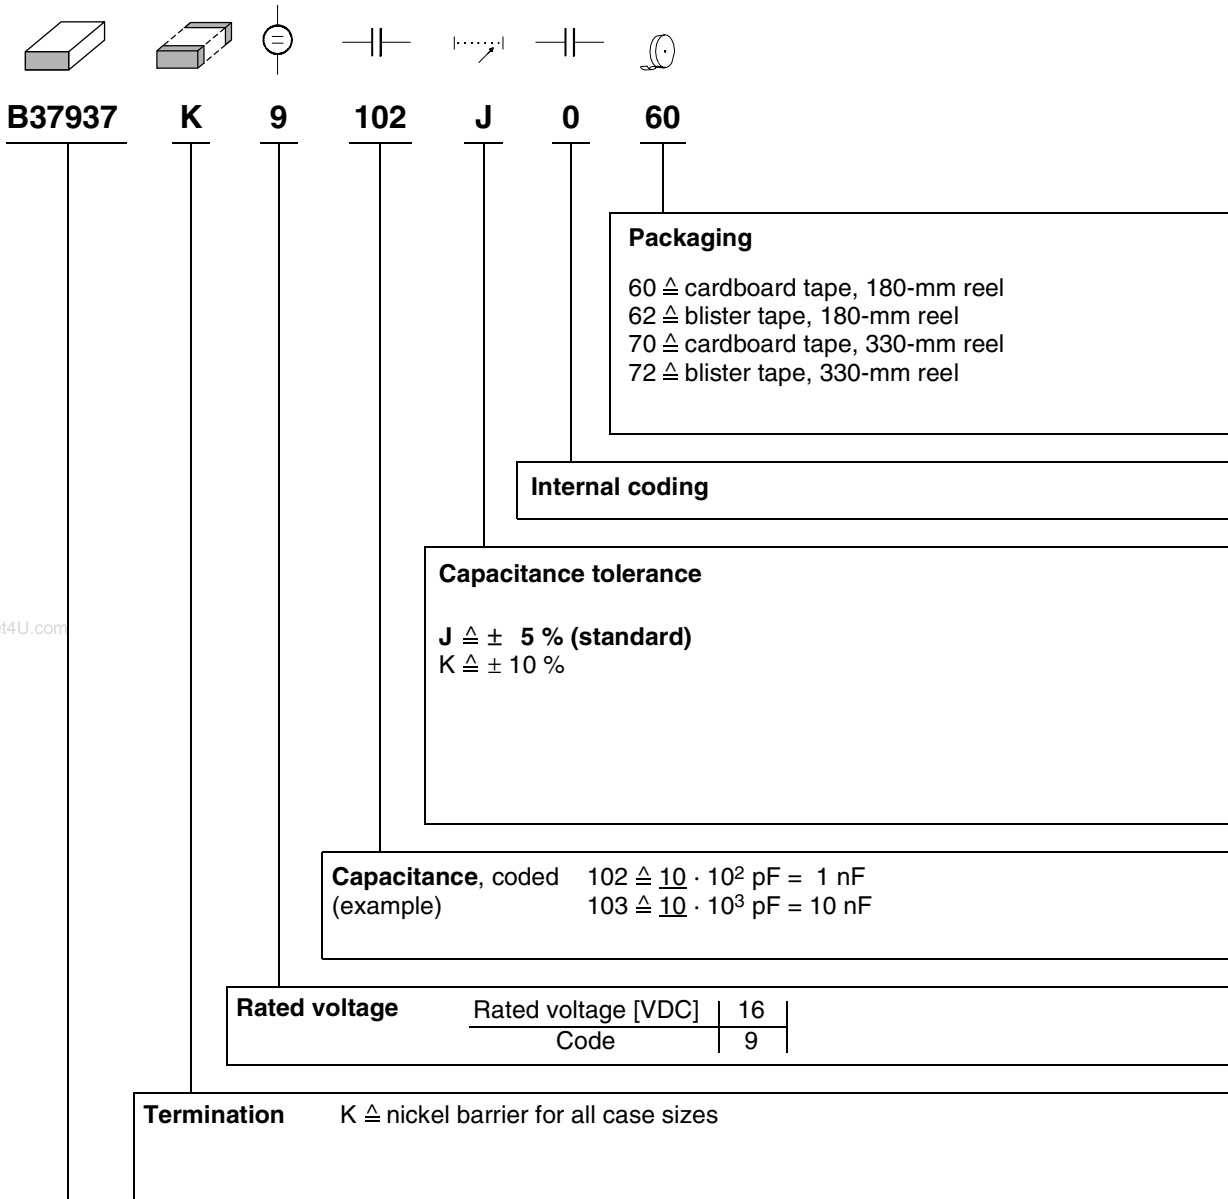 B37937 K 9 102 J 0 60
Packaging
60 ≙ cardboard tape, 180-mm reel
62 ≙ blister tape, 180-mm reel
70 ≙ cardboard tape, 330-mm reel
72 ≙ blister tape, 330-mm reel
Internal coding
Capacitance tolerance
et4U.com
J ≙ ± 5 % (standard)
K ≙ ± 10 %
Capacitance, coded 102 ≙ 10 · 10² pF = 1 nF
(example) 103 ≙ 10 · 10³ pF = 10 nF
Rated voltage Rated voltage [VDC] 16
Code 9
Termination K ≙ nickel barrier for all case sizes